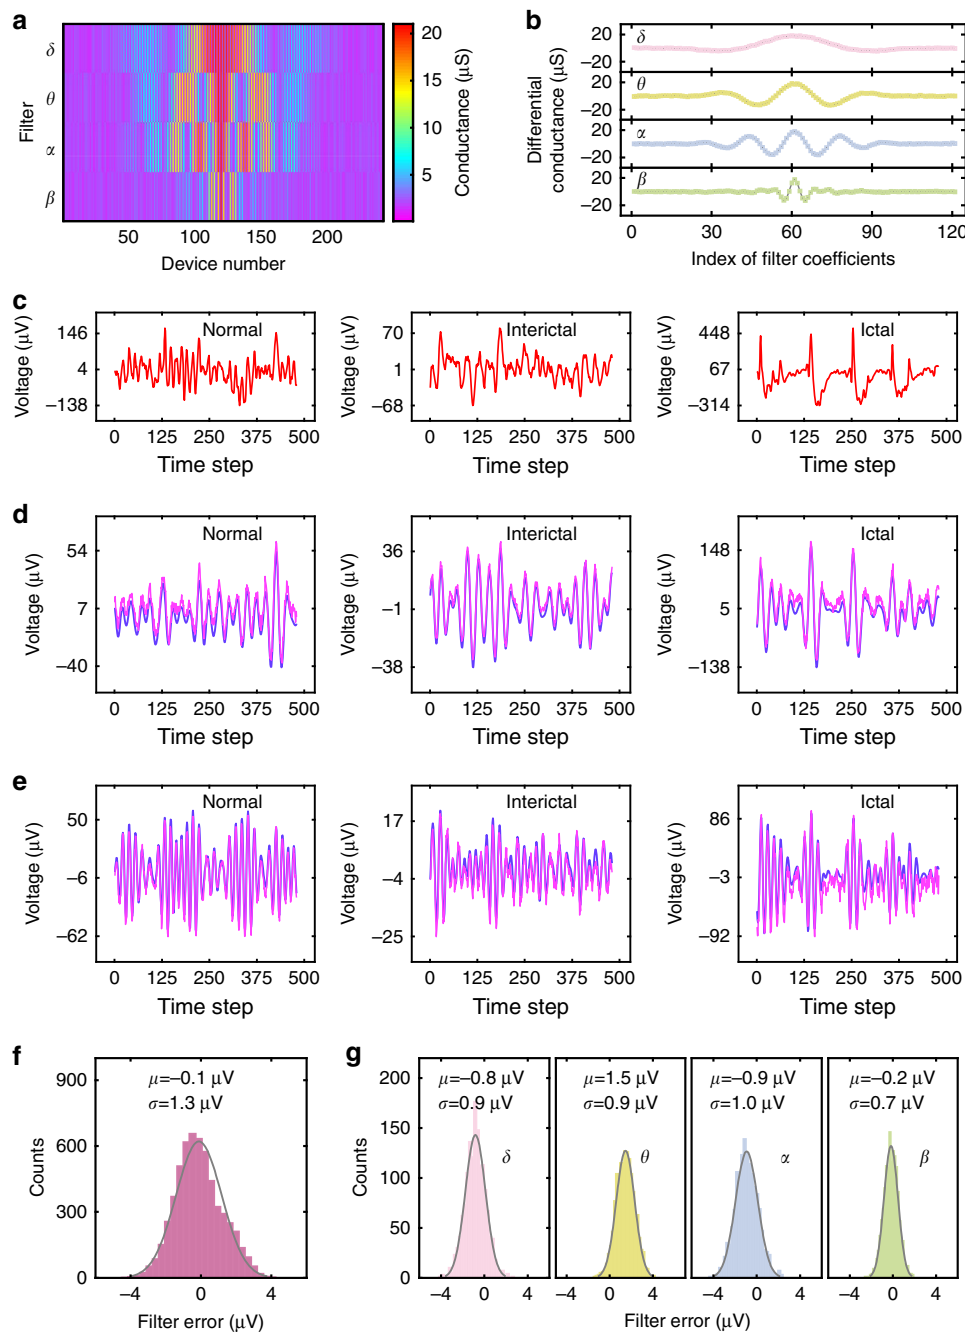 a
Filter
δ
θ
α
β
50 100 150 200
Device number
20
15
10
5
Conductance (μS)
b
Differential
conductance (μS)
δ
20
−20
θ
20
−20
α
20
−20
β
20
−20
0 30 60 90 120
Index of filter coefficients
c
Voltage (μV)
146
4
−138
Normal
0 125 250 375 500
Time step
Voltage (μV)
70
1
−68
Interictal
0 125 250 375 500
Time step
Voltage (μV)
448
67
−314
Ictal
0 125 250 375 500
Time step
d
Voltage (μV)
54
7
−40
Normal
0 125 250 375 500
Time step
Voltage (μV)
36
−1
−38
Interictal
0 125 250 375 500
Time step
Voltage (μV)
148
5
−138
Ictal
0 125 250 375 500
Time step
e
Voltage (μV)
50
−6
−62
Normal
0 125 250 375 500
Time step
Voltage (μV)
17
−4
−25
Interictal
0 125 250 375 500
Time step
Voltage (μV)
86
−3
−92
Ictal
0 125 250 375 500
Time step
f
Counts
900
600
300
0
μ=−0.1 μV
σ=1.3 μV
−4 0 4
Filter error (μV)
g
Counts
200
150
100
50
0
μ=−0.8 μV
σ=0.9 μV
δ
−4 0 4
μ=1.5 μV
σ=0.9 μV
θ
−4 0 4
μ=−0.9 μV
σ=1.0 μV
α
−4 0 4
μ=−0.2 μV
σ=0.7 μV
β
−4 0 4
Filter error (μV)